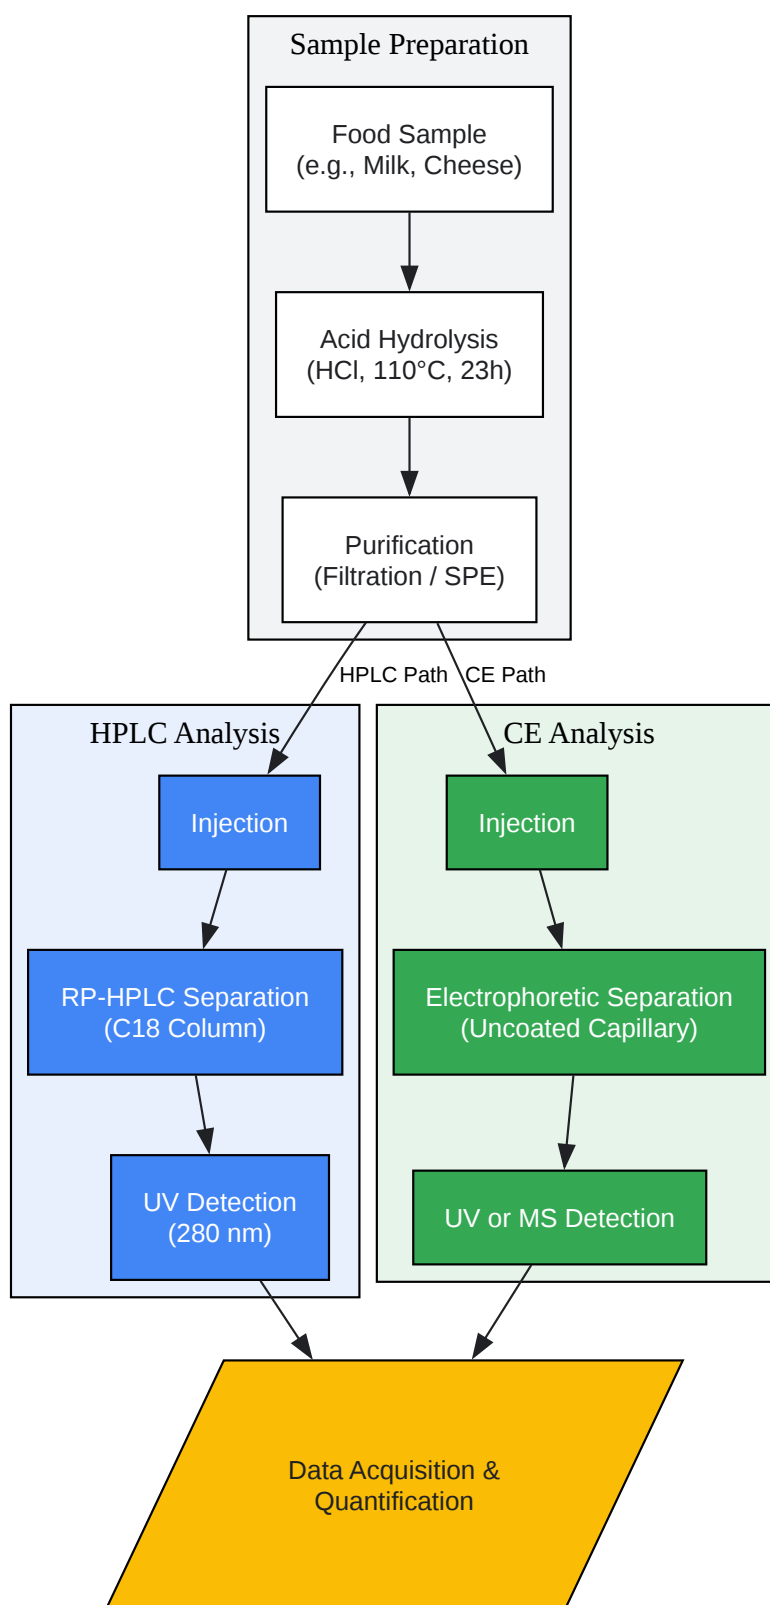 Sample Preparation
Food Sample
(e.g., Milk, Cheese)
Acid Hydrolysis
(HCl, 110°C, 23h)
Purification
(Filtration / SPE)
HPLC Path
CE Path
HPLC Analysis
Injection
RP-HPLC Separation
(C18 Column)
UV Detection
(280 nm)
CE Analysis
Injection
Electrophoretic Separation
(Uncoated Capillary)
UV or MS Detection
Data Acquisition &
Quantification